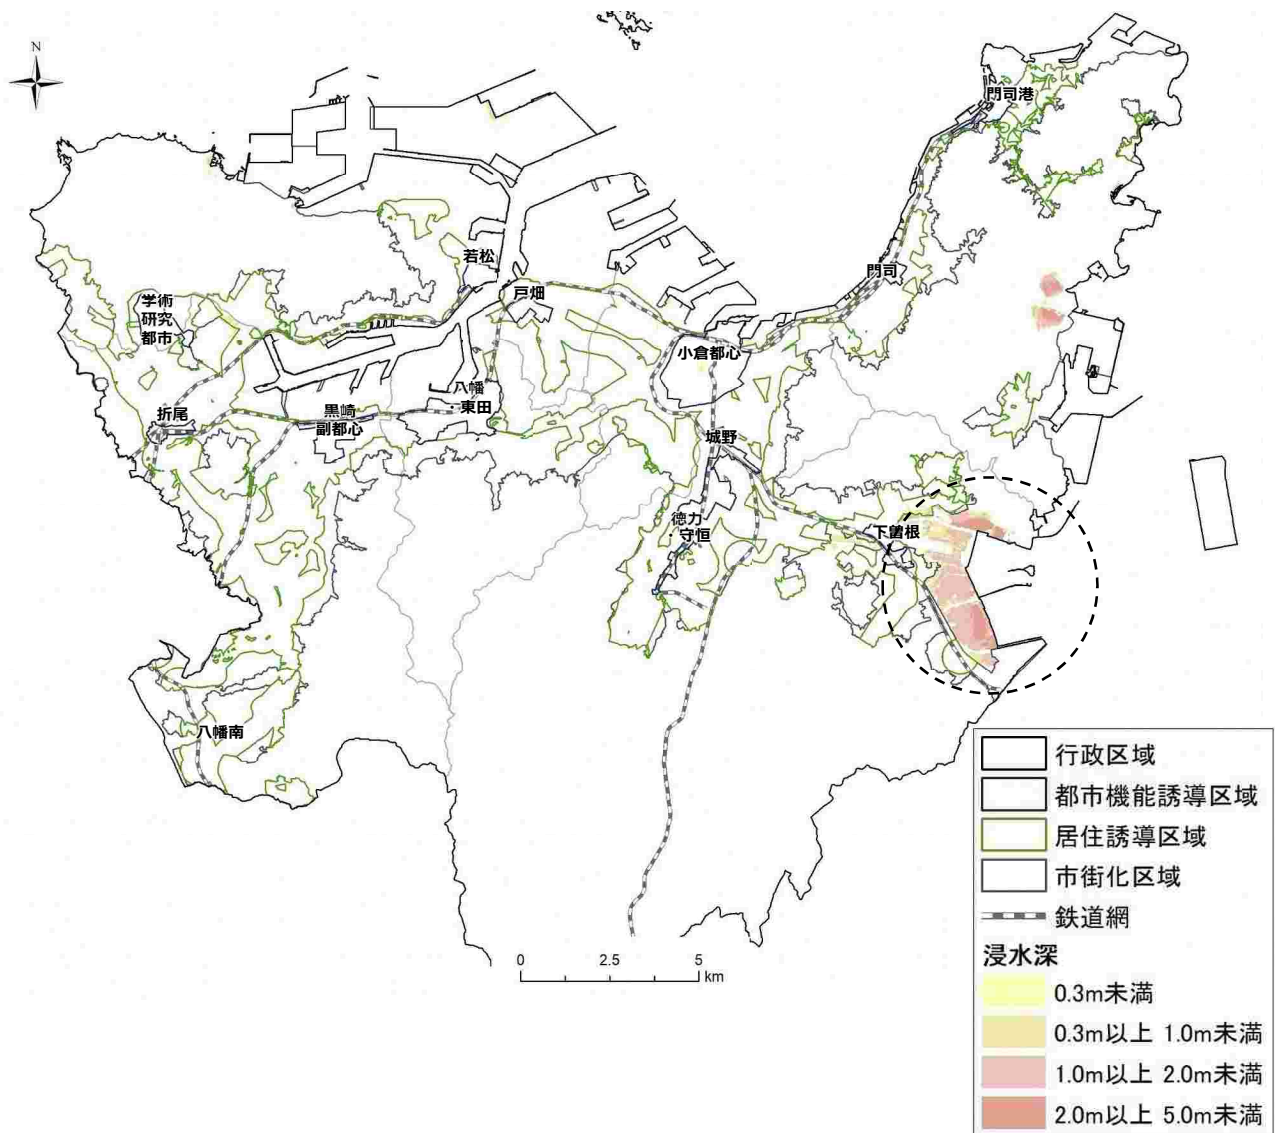 N
門司港
若松
門司
戸畑
学術
研究
都市
小倉都心
八幡
東田
折尾
黒崎
副都心
城野
徳力
守恒
下曽根
八幡南
行政区域
都市機能誘導区域
居住誘導区域
市街化区域
鉄道網
浸水深
0 2.5 5
km
0.3m未満
0.3m以上 1.0m未満
1.0m以上 2.0m未満
2.0m以上 5.0m未満